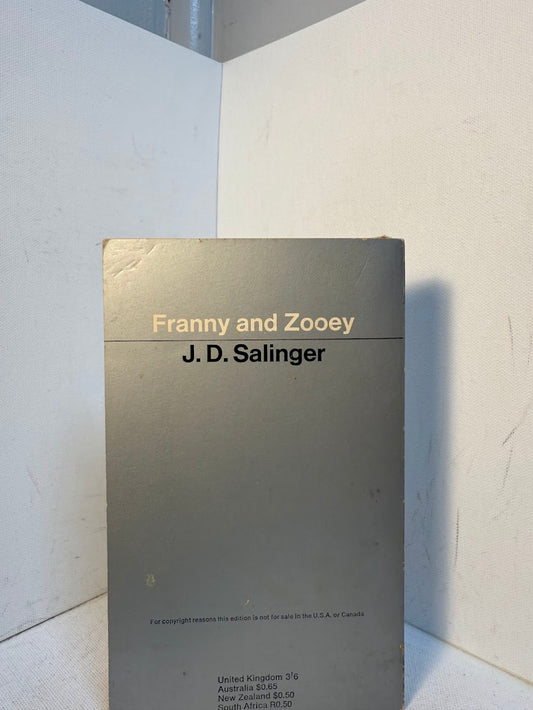 Franny and Zooey
J. D. Salinger
For copyright reasons this edition is not for sale in the U.S.A. or Canada
United Kingdom 3'6
Australia $0.65
New Zealand $0.50
South Africa R0.50